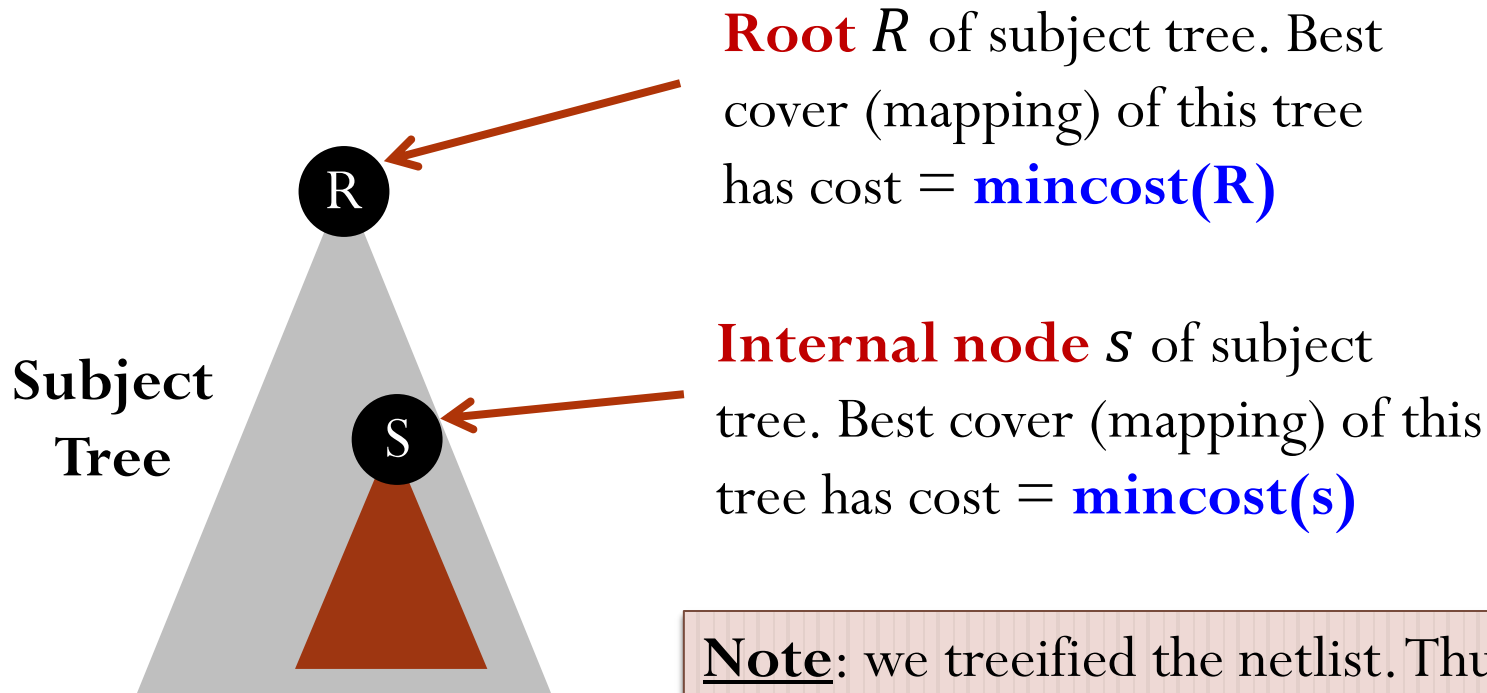 Root R of subject tree. Best
cover (mapping) of this tree
has cost = mincost(R)
R
Internal node s of subject
tree. Best cover (mapping) of this
tree has cost = mincost(s)
Subject
Tree
S
Note: we treeified the netlist. Thu